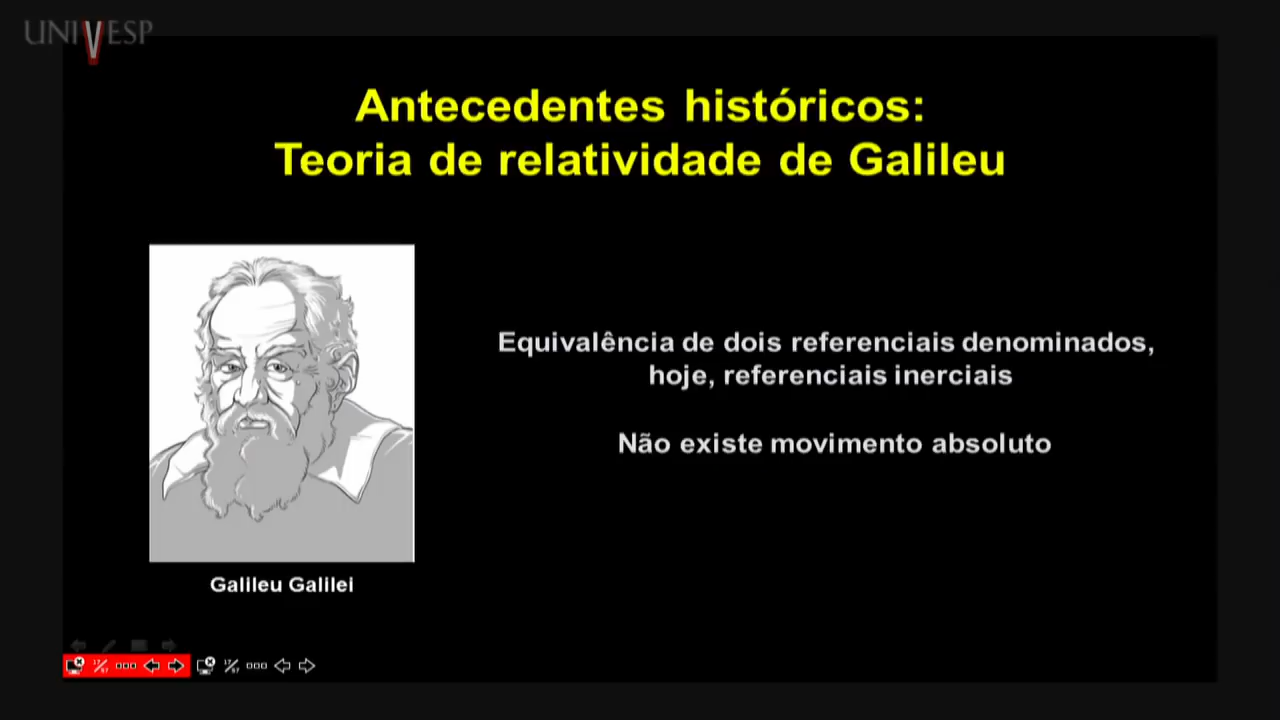 UNIVESP
Antecedentes históricos:
Teoria de relatividade de Galileu
Equivalência de dois referenciais denominados,
hoje, referenciais inerciais
Não existe movimento absoluto
Galileu Galilei